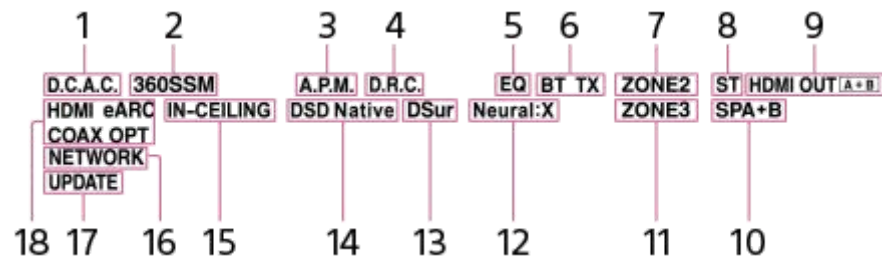 1 2 3 4 5 6 7 8 9
D.C.A.C. 360SSM A.P.M. D.R.C. EQ BT TX ZONE2 ST HDMI OUT A+B
HDMI eARC IN-CEILING DSD Native DSur Neural:X ZONE3 SPA+B
COAX OPT
NETWORK
UPDATE
18 17 16 15 14 13 12 11 10